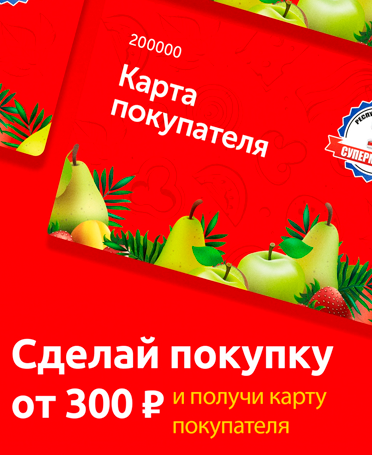 200000
Карта
покупателя
Сделай покупку
от 300 ₽
и получи карту
покупателя